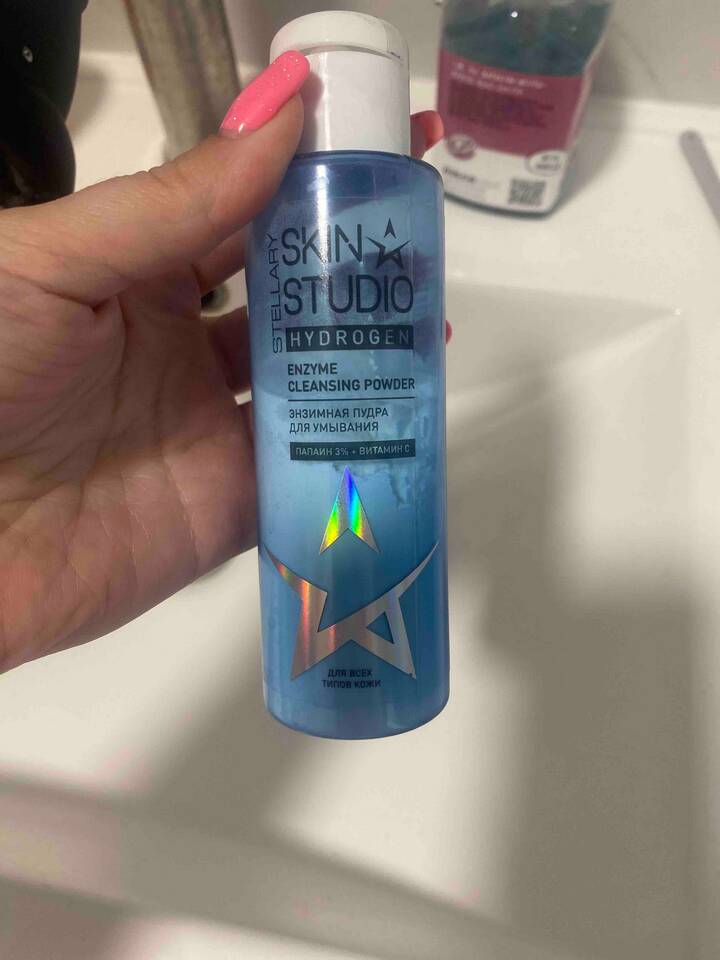 STELLARY
SKIN
STUDIO
HYDROGEN
ENZYME
CLEANSING POWDER
ЭНЗИМНАЯ ПУДРА
ДЛЯ УМЫВАНИЯ
ПАПАИН 3% + ВИТАМИН С
ДЛЯ ВСЕХ
ТИПОВ КОЖИ